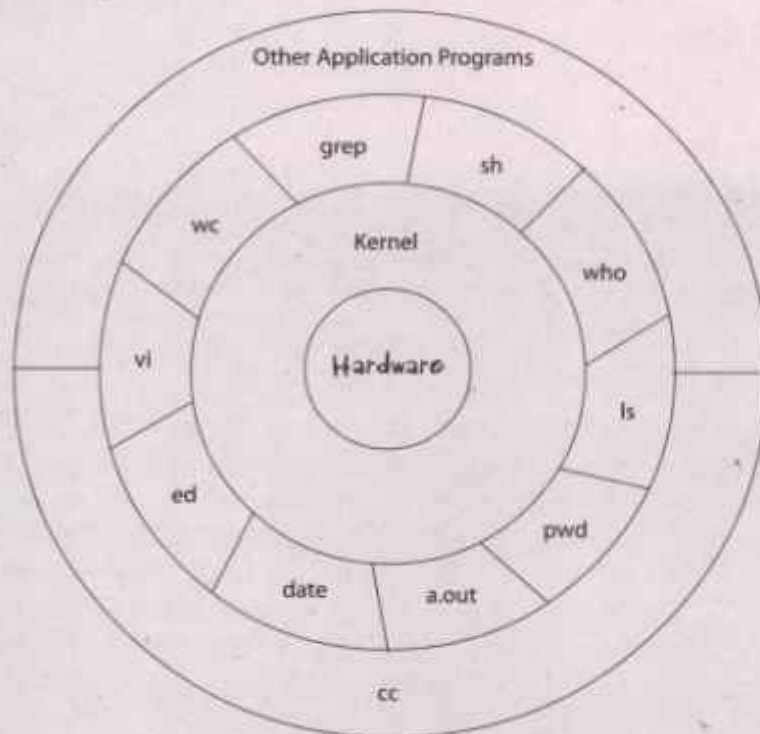 Other Application Programs
grep
sh
wc
Kernel
who
Hardware
vi
ls
ed
pwd
date
a.out
cc